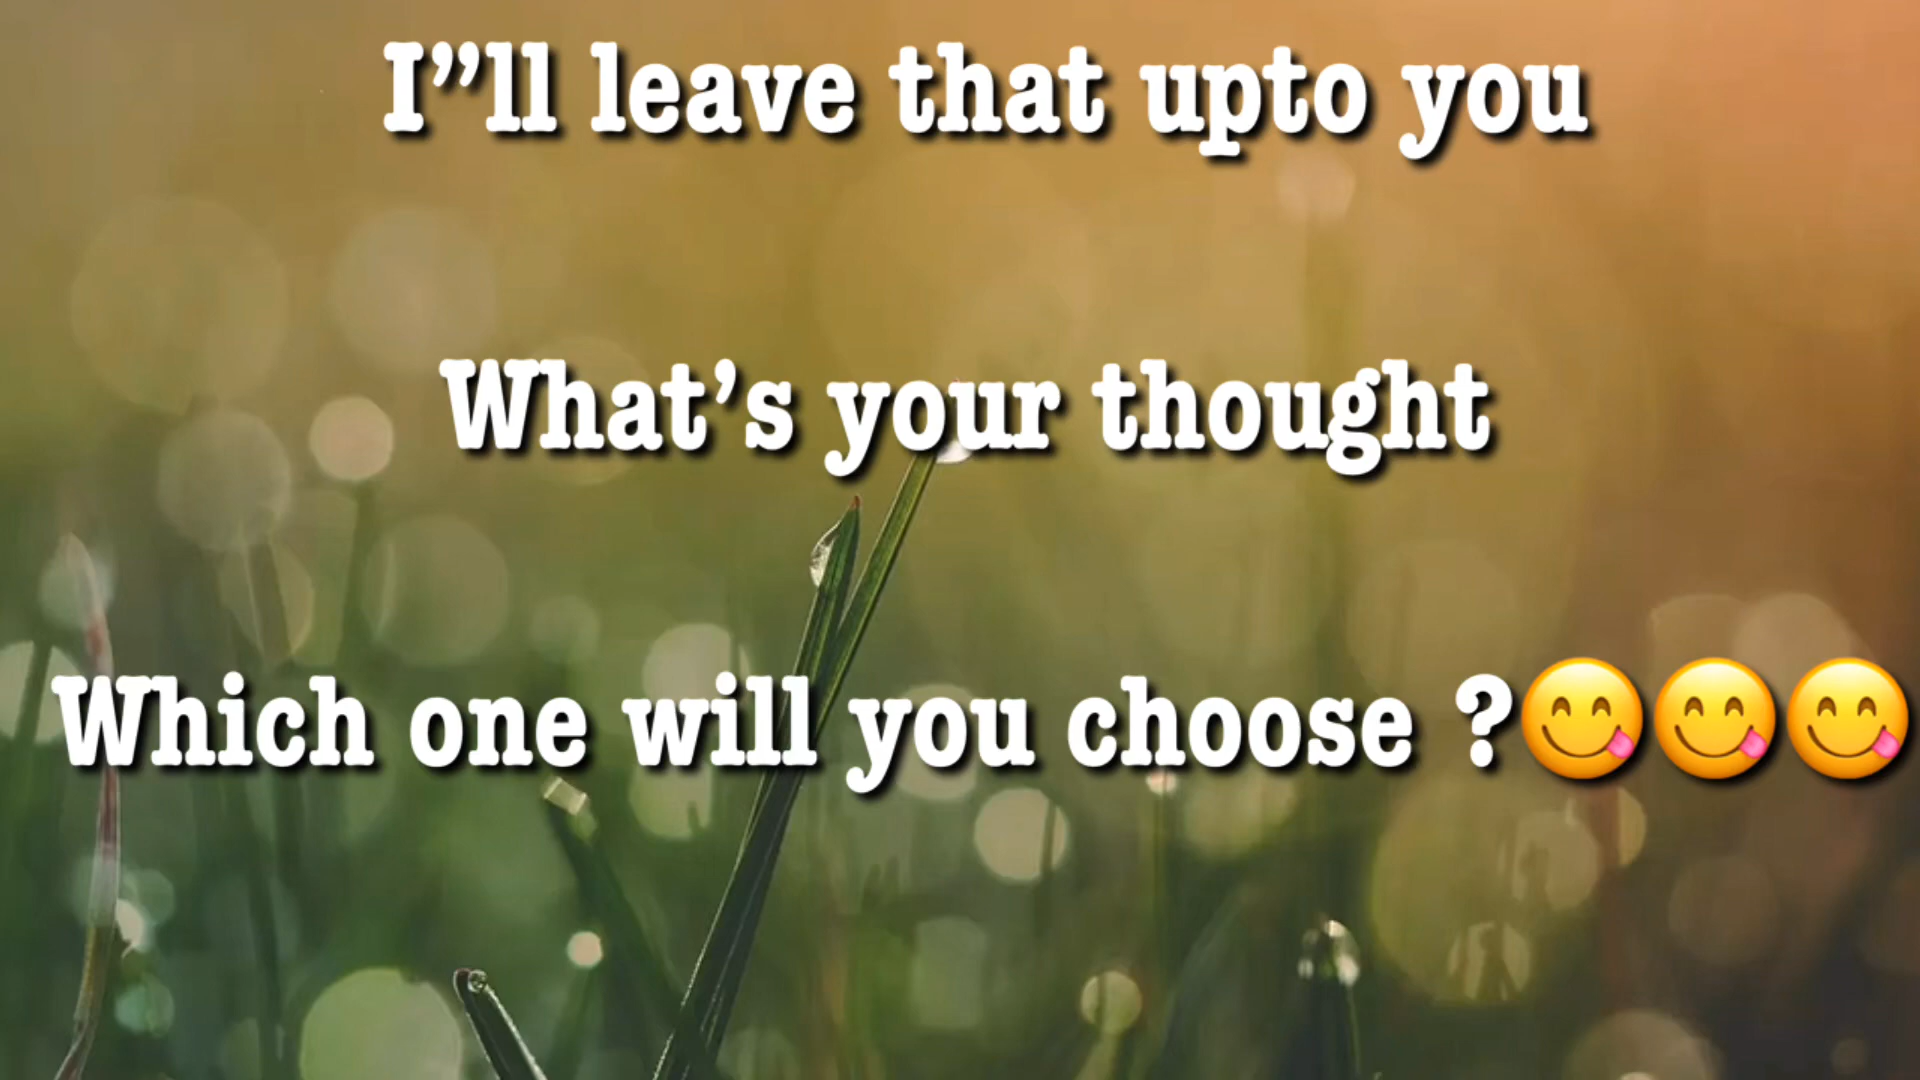 I”ll leave that upto you
What’s your thought
Which one will you choose ?😋😋😋